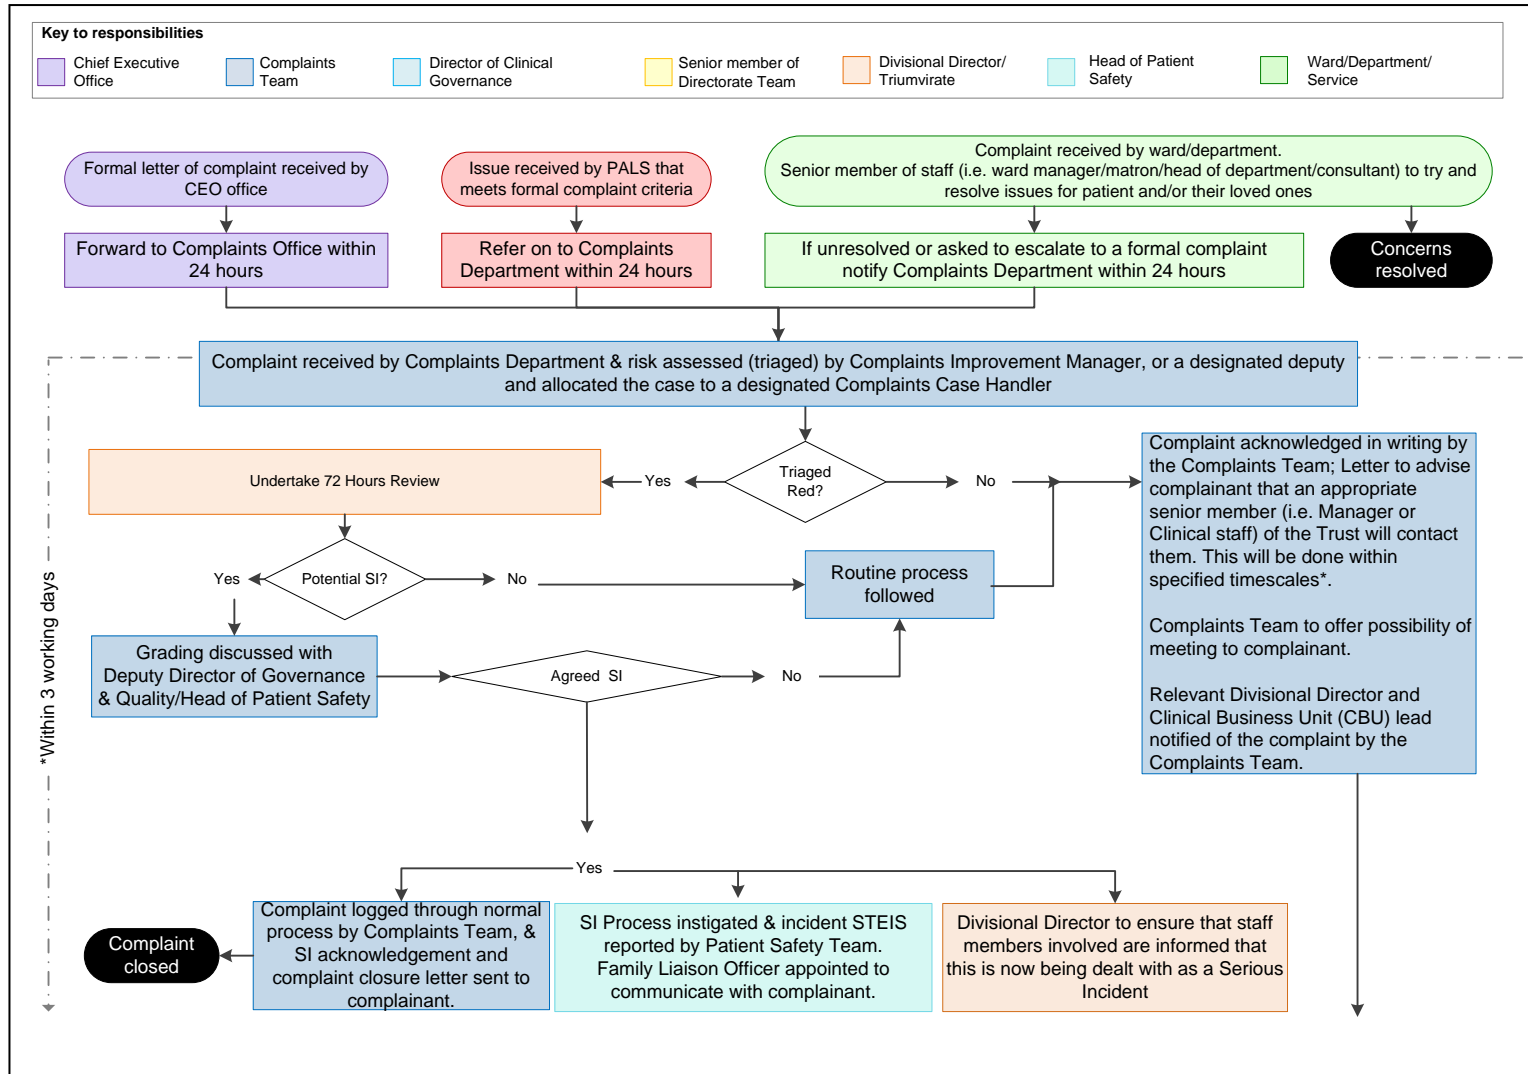 Key to responsibilities
Chief Executive
Office
Complaints
Team
Director of Clinical
Governance
Senior member of
Directorate Team
Divisional Director/
Triumvirate
Head of Patient
Safety
Ward/Department/
Service
Formal letter of complaint received by
CEO office
Issue received by PALS that
meets formal complaint criteria
Complaint received by ward/department.
Senior member of staff (i.e. ward manager/matron/head of department/consultant) to try and
resolve issues for patient and/or their loved ones
Forward to Complaints Office within
24 hours
Refer on to Complaints
Department within 24 hours
If unresolved or asked to escalate to a formal complaint
notify Complaints Department within 24 hours
Concerns
resolved
Complaint received by Complaints Department & risk assessed (triaged) by Complaints Improvement Manager, or a designated deputy
and allocated the case to a designated Complaints Case Handler
Undertake 72 Hours Review
Yes
Triaged
Red?
No
Complaint acknowledged in writing by
the Complaints Team; Letter to advise
complainant that an appropriate
senior member (i.e. Manager or
Clinical staff) of the Trust will contact
them. This will be done within
specified timescales*.
Complaints Team to offer possibility of
meeting to complainant.
Relevant Divisional Director and
Clinical Business Unit (CBU) lead
notified of the complaint by the
Complaints Team.
Yes
Potential SI?
No
Routine process
followed
*Within 3 working days
Grading discussed with
Deputy Director of Governance
& Quality/Head of Patient Safety
Agreed SI
No
Yes
Complaint
closed
Complaint logged through normal
process by Complaints Team, &
SI acknowledgement and
complaint closure letter sent to
complainant.
SI Process instigated & incident STEIS
reported by Patient Safety Team.
Family Liaison Officer appointed to
communicate with complainant.
Divisional Director to ensure that staff
members involved are informed that
this is now being dealt with as a Serious
Incident